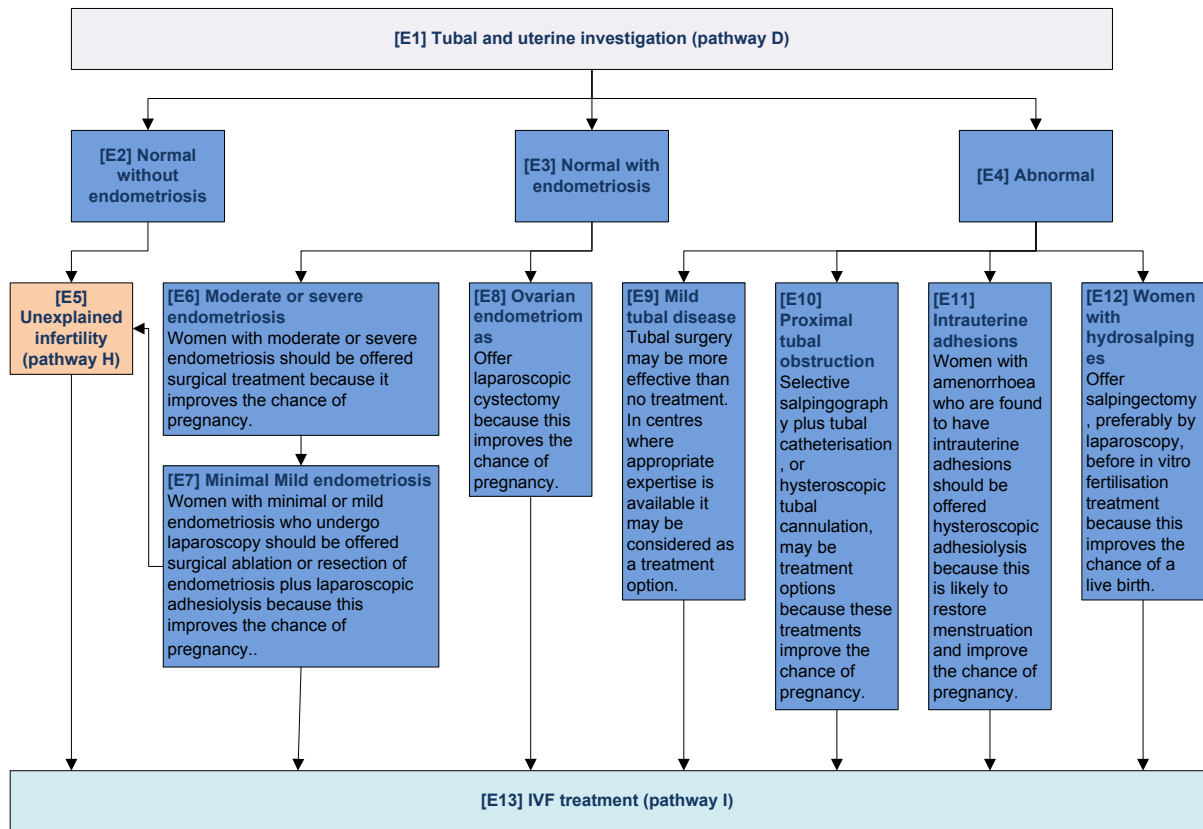 [E1] Tubal and uterine investigation (pathway D)
[E2] Normal
without
endometriosis
[E3] Normal with
endometriosis
[E4] Abnormal
[E5]
Unexplained
infertility
(pathway H)
[E6] Moderate or severe
endometriosis
Women with moderate or severe
endometriosis should be offered
surgical treatment because it
improves the chance of
pregnancy.
[E7] Minimal Mild endometriosis
Women with minimal or mild
endometriosis who undergo
laparoscopy should be offered
surgical ablation or resection of
endometriosis plus laparoscopic
adhesiolysis because this
improves the chance of
pregnancy..
[E8] Ovarian
endometriom
as
Offer
laparoscopic
cystectomy
because this
improves the
chance of
pregnancy.
[E9] Mild
tubal disease
Tubal surgery
may be more
effective than
no treatment.
In centres
where
appropriate
expertise is
available it
may be
considered as
a treatment
option.
[E10]
Proximal
tubal
obstruction
Selective
salpingograph
y plus tubal
catheterisation
, or
hysteroscopic
tubal
cannulation,
may be
treatment
options
because these
treatments
improve the
chance of
pregnancy.
[E11]
Intrauterine
adhesions
Women with
amenorrhoea
who are found
to have
intrauterine
adhesions
should be
offered
hysteroscopic
adhesiolysis
because this
is likely to
restore
menstruation
and improve
the chance of
pregnancy.
[E12] Women
with
hydrosalping
es
Offer
salpingectomy
, preferably by
laparoscopy,
before in vitro
fertilisation
treatment
because this
improves the
chance of a
live birth.
[E13] IVF treatment (pathway I)